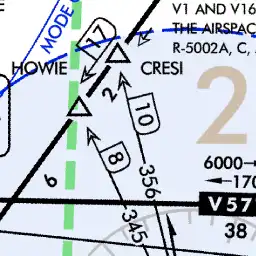 V1 AND V16
THE AIRSPAC
R-5002A, C, A
MODE C
17
HOWIE
CRESI
2
2
10
8
6000→
←170
356
6
V57
345
38